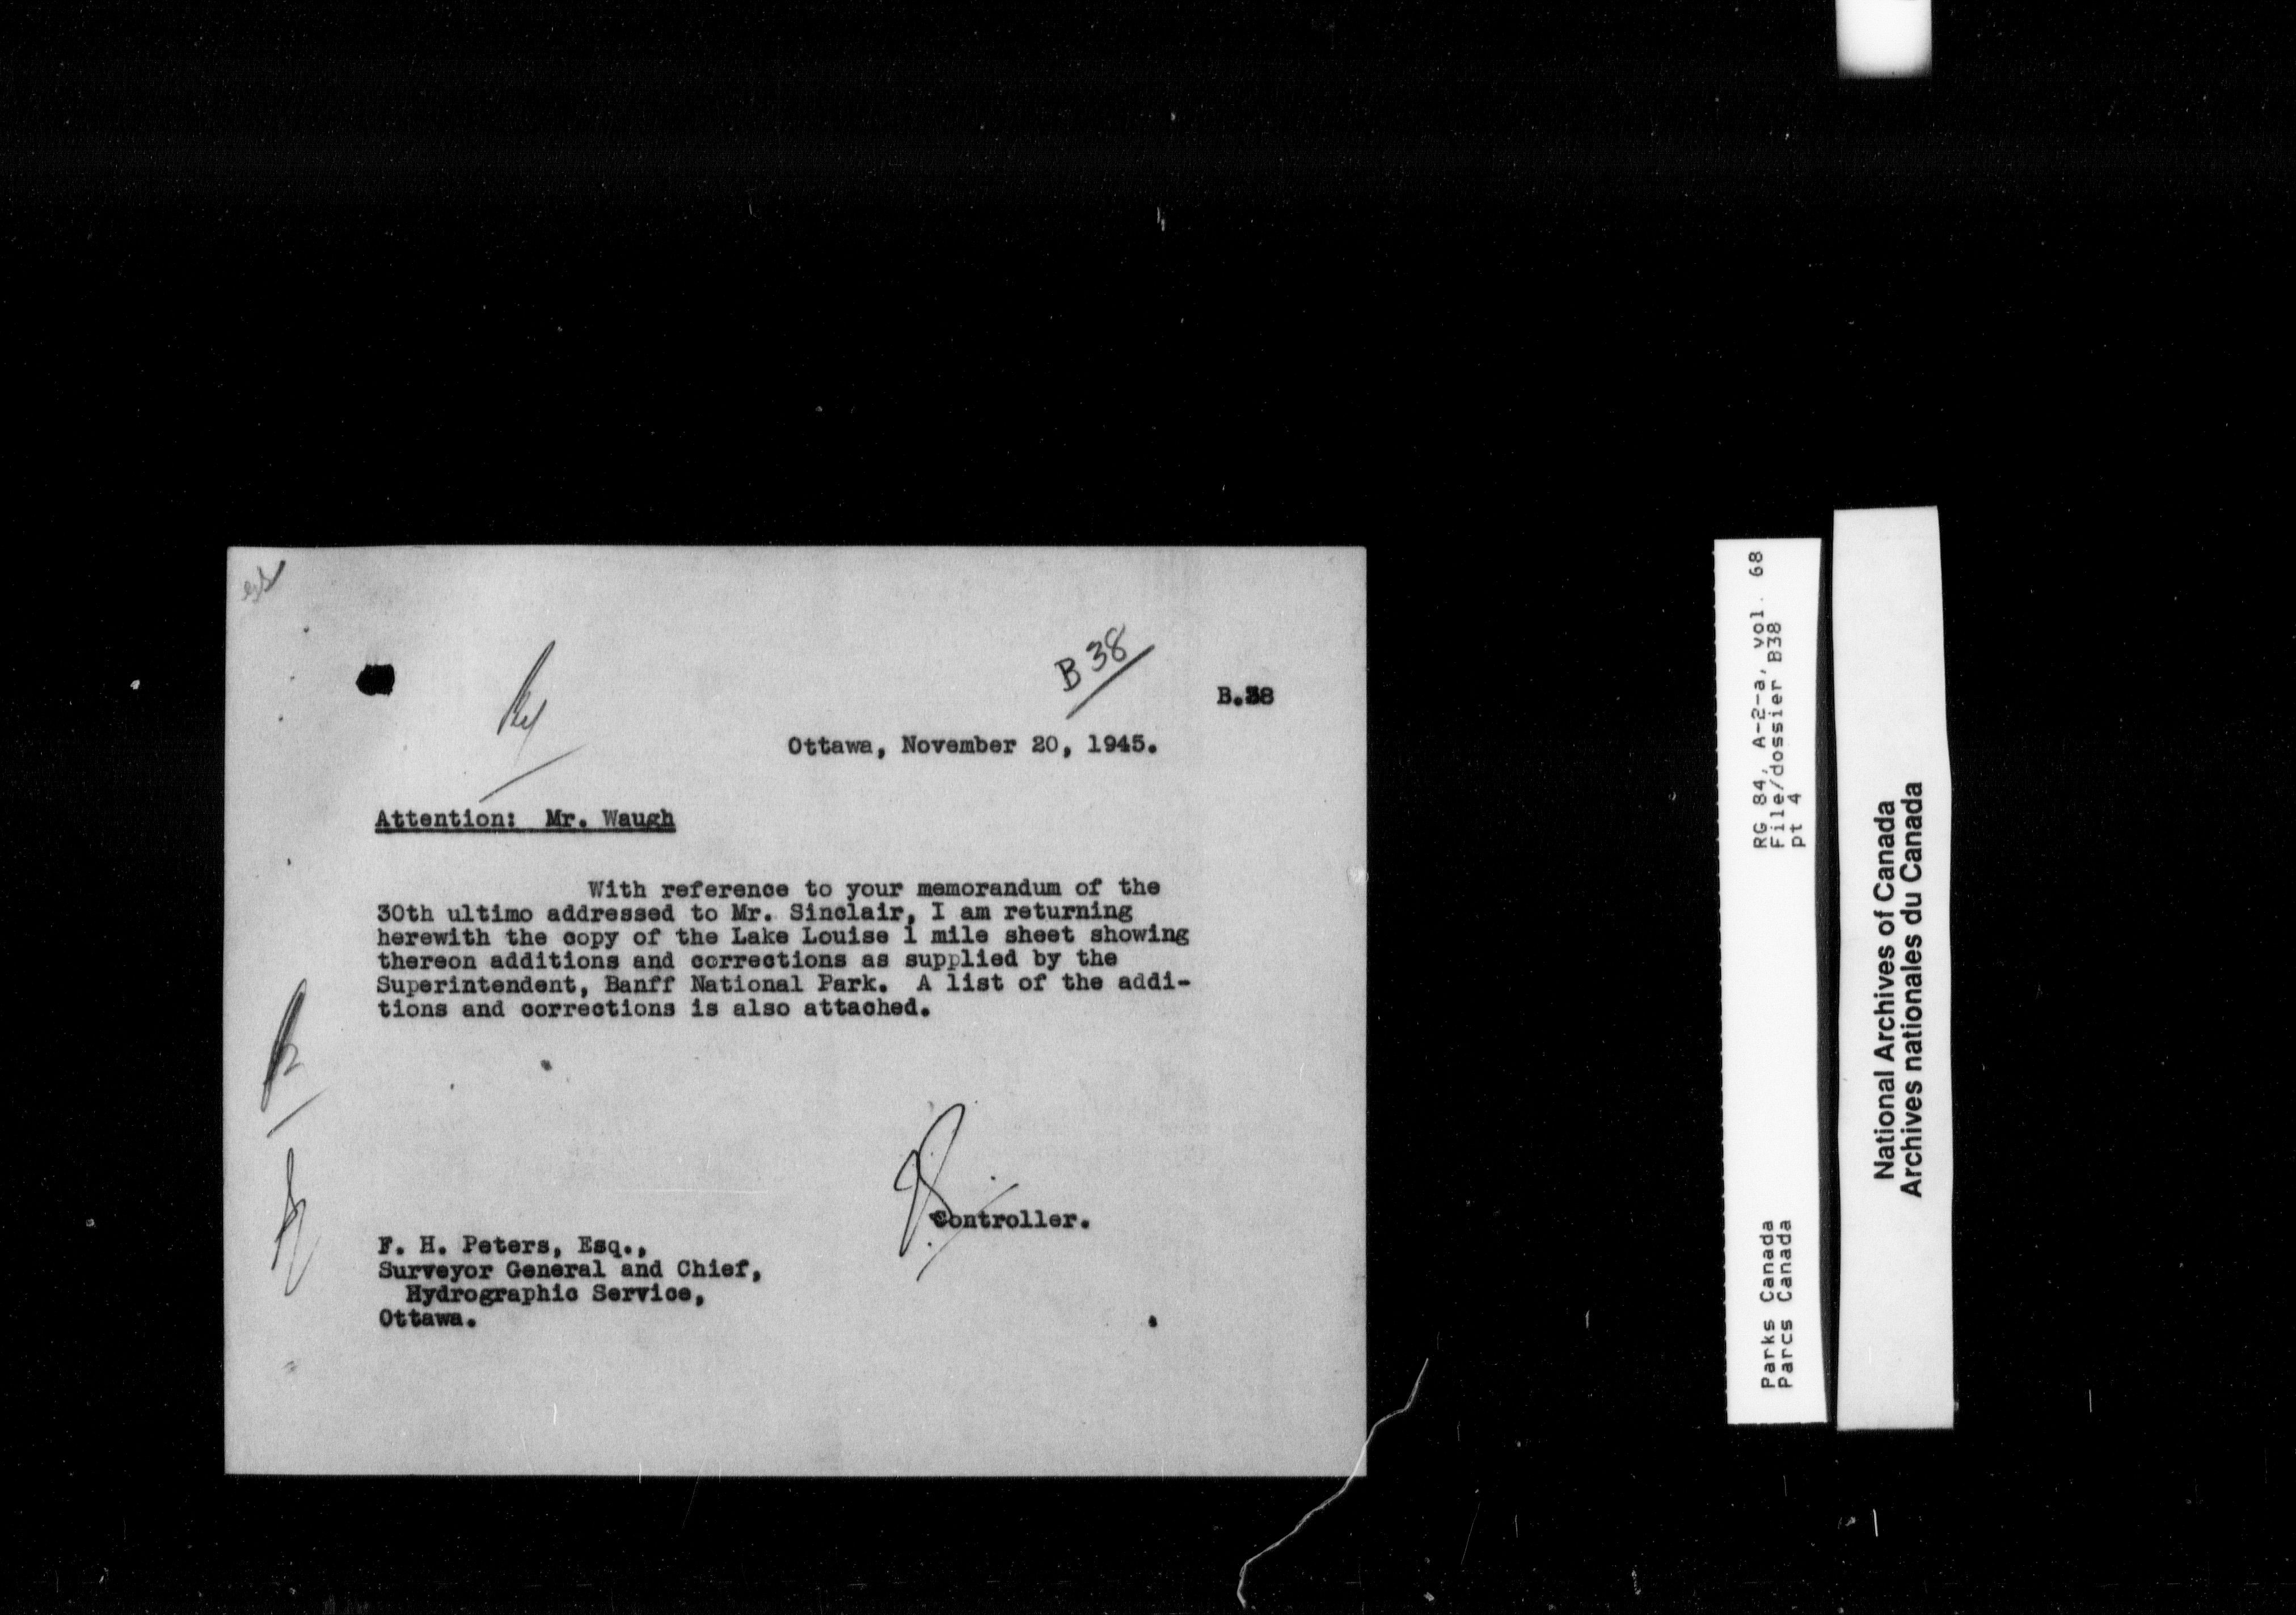 B 38
B.38
Ottawa, November 20, 1945.
Attention: Mr. Waugh
With reference to your memorandum of the
30th ultimo addressed to Mr. Sinclair, I am returning
herewith the copy of the Lake Louise 1 mile sheet showing
thereon additions and corrections as supplied by the
Superintendent, Banff National Park. A list of the addi-
tions and corrections is also attached.
Controller.
F. H. Peters, Esq.,
Surveyor General and Chief,
Hydrographic Service,
Ottawa.
RG 84, A-2-a, vol. 68
File/dossier B38
pt 4
Parks Canada
Parcs Canada
National Archives of Canada
Archives nationales du Canada